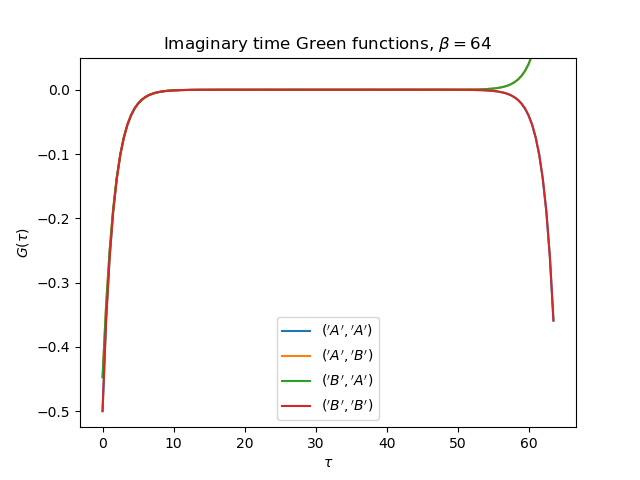 Imaginary time Green functions, β = 64
0.0
−0.1
−0.2
−0.3
−0.4
−0.5
G(τ)
('A','A')
('A','B')
('B','A')
('B','B')
0 10 20 30 40 50 60
τ